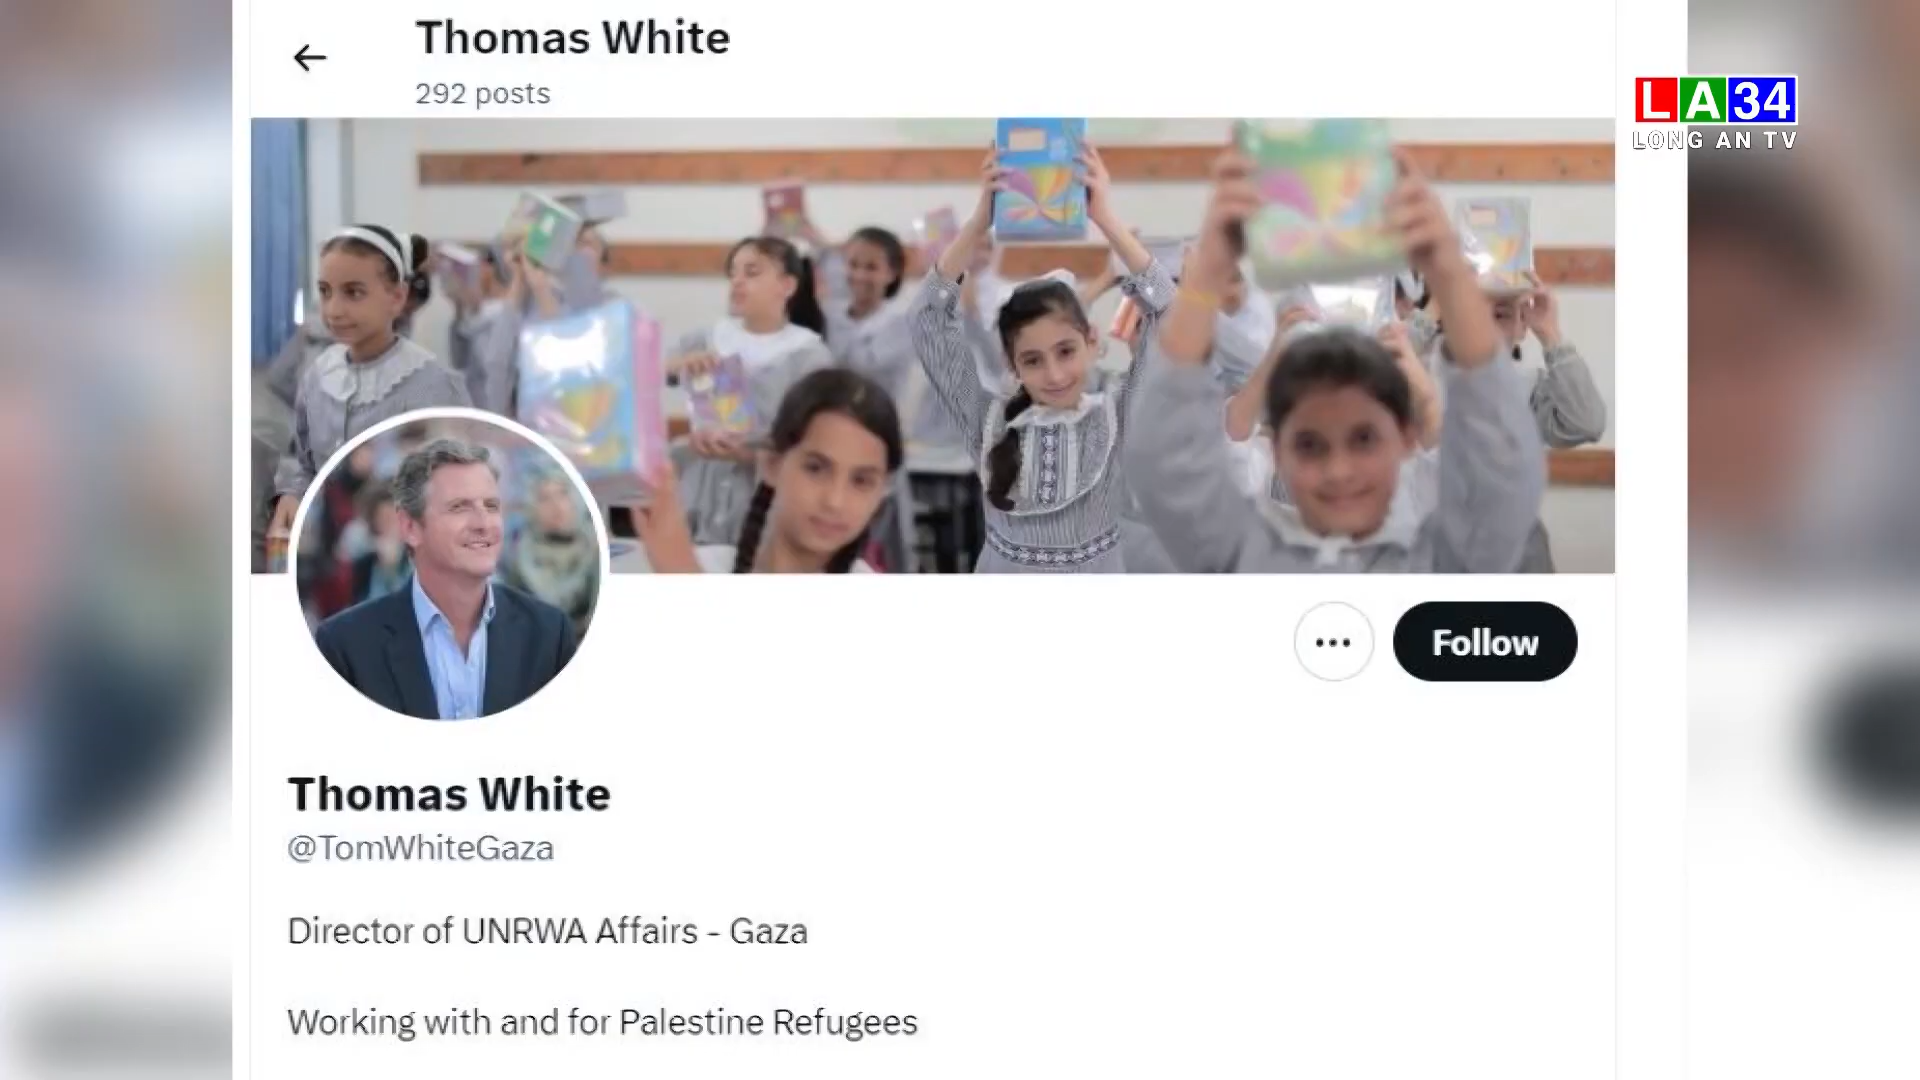 Thomas White
292 posts
LA34
LONG AN TV
Follow
Thomas White
@TomWhiteGaza
Director of UNRWA Affairs - Gaza
Working with and for Palestine Refugees